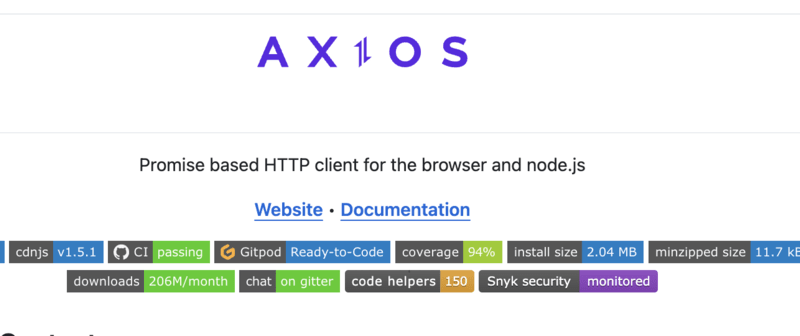 AXIOS
Promise based HTTP client for the browser and node.js
Website • Documentation
cdnjs v1.5.1 CI passing Gitpod Ready-to-Code coverage 94% install size 2.04 MB minzipped size 11.7
downloads 206M/month chat on gitter code helpers 150 Snyk security monitored